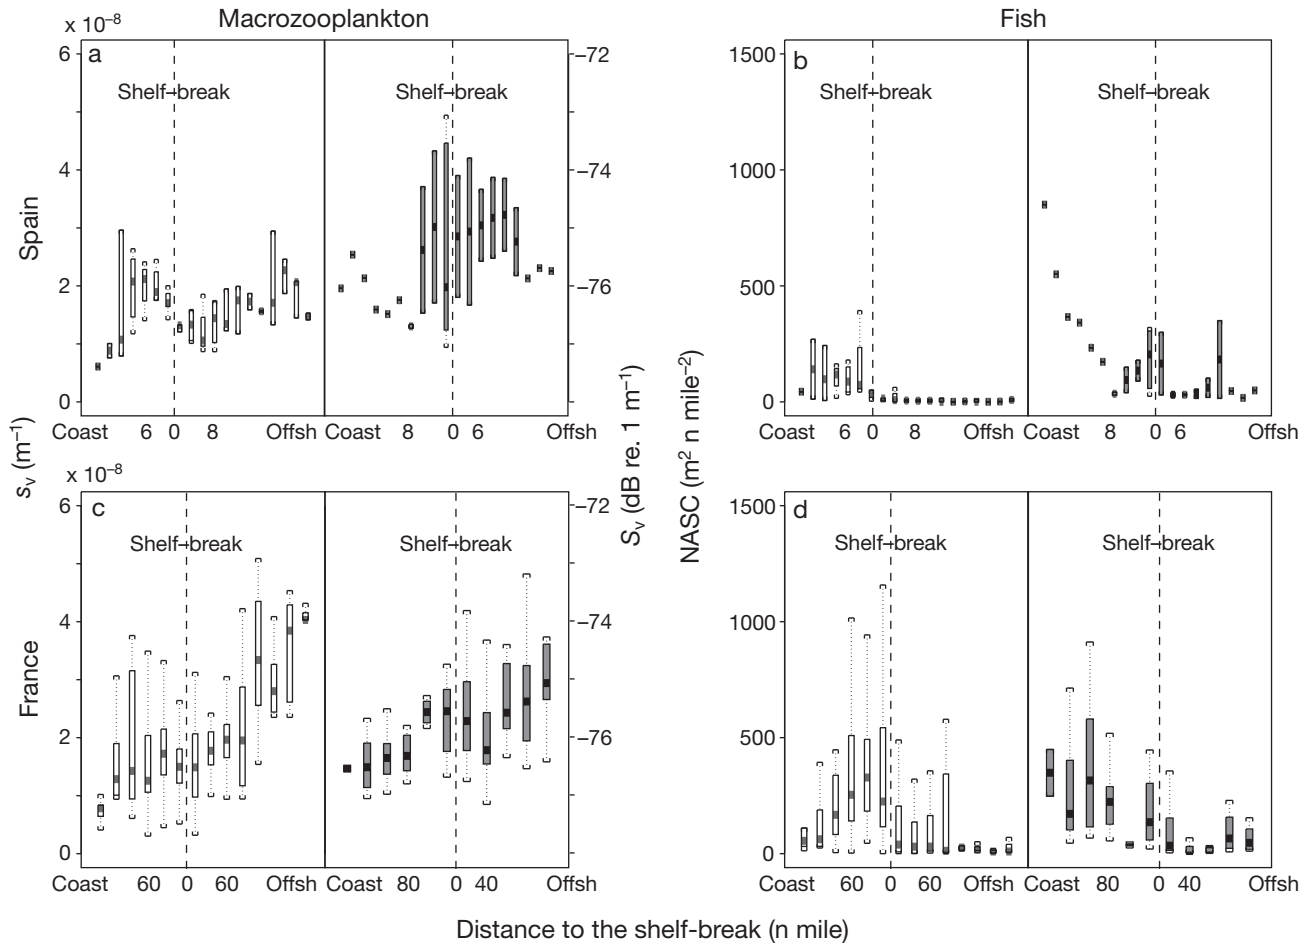 Macrozooplankton
Fish
x 10⁻⁸
6
4
2
0
a
Shelf–break
Shelf–break
–72
–74
–76
1500
1000
500
0
b
Shelf–break
Shelf–break
Spain
Coast 6 0 8 Offsh Coast 8 0 6 Offsh
Coast 6 0 8 Offsh Coast 8 0 6 Offsh
sᵥ (m⁻¹)
Sᵥ (dB re. 1 m⁻¹)
NASC (m² n mile⁻²)
x 10⁻⁸
6
4
2
0
c
Shelf–break
Shelf–break
–72
–74
–76
1500
1000
500
0
d
Shelf–break
Shelf–break
France
Coast 60 0 60 Offsh Coast 80 0 40 Offsh
Coast 60 0 60 Offsh Coast 80 0 40 Offsh
Distance to the shelf-break (n mile)